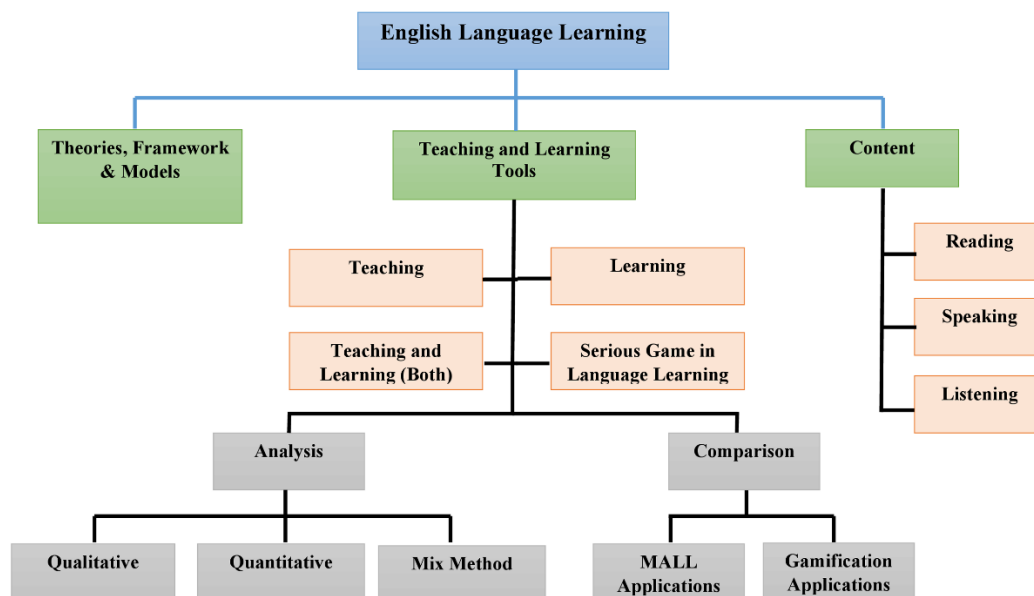 English Language Learning
Theories, Framework
& Models
Teaching and Learning
Tools
Content
Reading
Teaching
Learning
Speaking
Teaching and
Learning (Both)
Serious Game in
Language Learning
Listening
Analysis
Comparison
Qualitative
Quantitative
Mix Method
MALL
Applications
Gamification
Applications